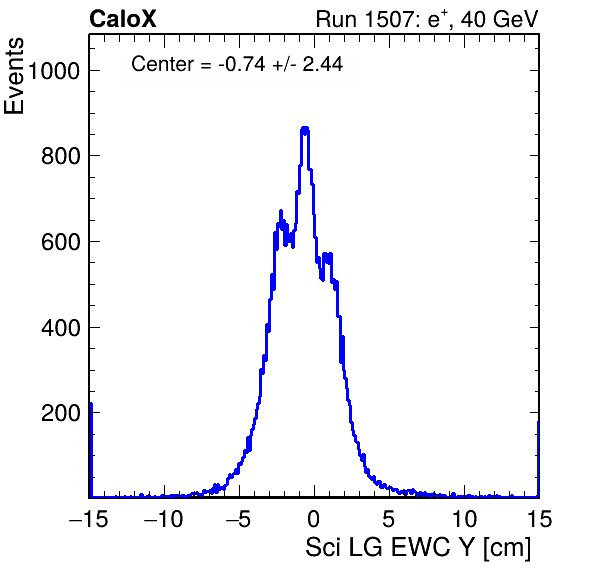 CaloX Run 1507: e+, 40 GeV
Events
Center = -0.74 +/- 2.44
1000
800
600
400
200
−15 −10 −5 0 5 10 15
Sci LG EWC Y [cm]